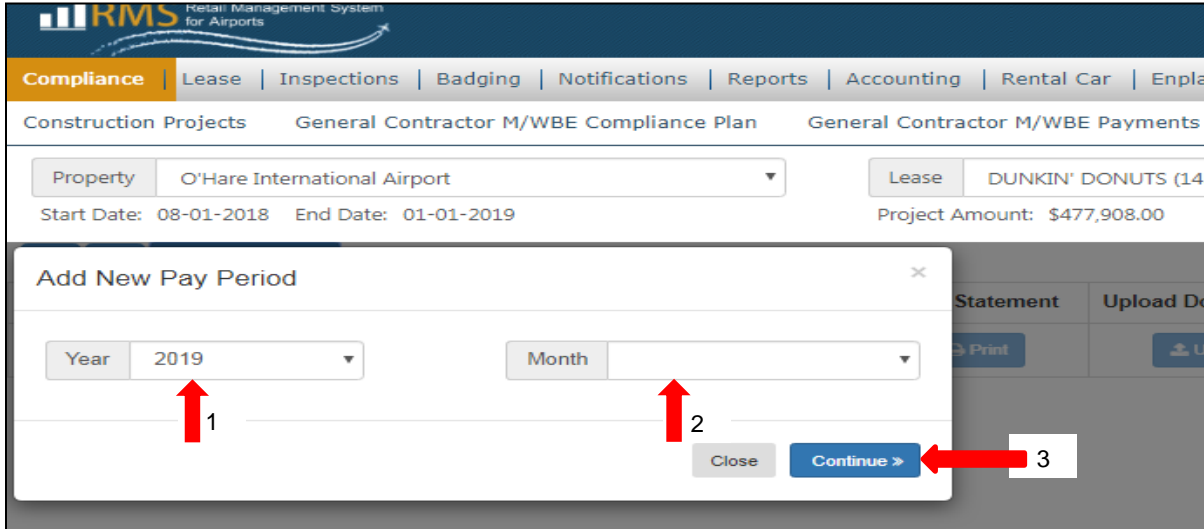 RMS Retail Management System
for Airports
Compliance | Lease | Inspections | Badging | Notifications | Reports | Accounting | Rental Car | Enpla
Construction Projects General Contractor M/WBE Compliance Plan General Contractor M/WBE Payments
Property O'Hare International Airport Lease DUNKIN' DONUTS (14
Start Date: 08-01-2018 End Date: 01-01-2019 Project Amount: $477,908.00
Add New Pay Period ×
Statement Upload Do
Year 2019 Month Print U
1 2
Close Continue » 3